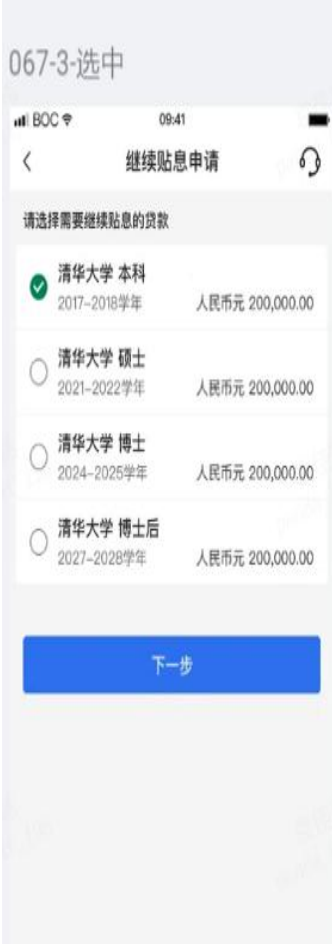 067-3-选中
BOC 09:41
继续贴息申请
请选择需要继续贴息的贷款
清华大学 本科
2017-2018学年 人民币元 200,000.00
清华大学 硕士
2021-2022学年 人民币元 200,000.00
清华大学 博士
2024-2025学年 人民币元 200,000.00
清华大学 博士后
2027-2028学年 人民币元 200,000.00
下一步